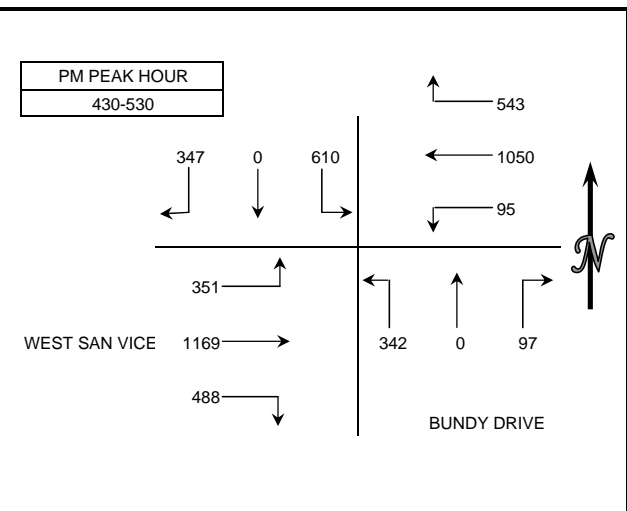 PM PEAK HOUR
430-530
543
347 0 610 1050
95
N
351
WEST SAN VICE 1169 342 0 97
488
BUNDY DRIVE